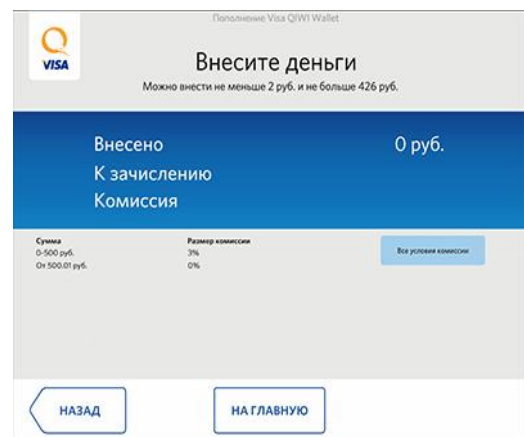 Пополнение Visa QIWI Wallet
VISA
Внесите деньги
Можно внести не меньше 2 руб. и не больше 426 руб.
Внесено 0 руб.
К зачислению
Комиссия
Сумма Размер комиссии
0-500 руб. 3% Все условия комиссии
От 500.01 руб. 0%
НАЗАД НА ГЛАВНУЮ